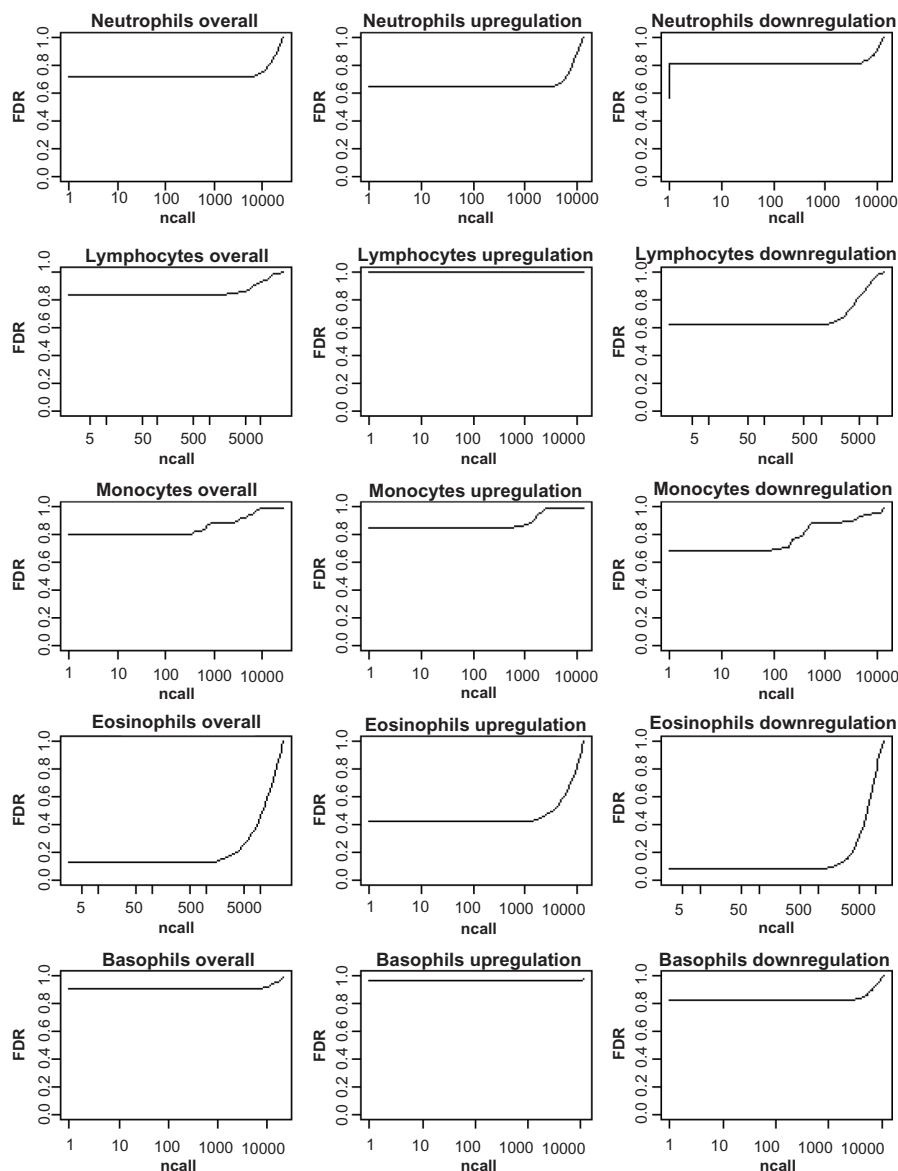 Neutrophils overall
1.0
0.8
0.6
0.4
0.2
0.0
FDR
1 10 100 1000 10000
ncall
Neutrophils upregulation
1.0
0.8
0.6
0.4
0.2
0.0
FDR
1 10 100 1000 10000
ncall
Neutrophils downregulation
1.0
0.8
0.6
0.4
0.2
0.0
FDR
1 10 100 1000 10000
ncall
Lymphocytes overall
1.0
0.8
0.6
0.4
0.2
0.0
FDR
5 50 500 5000
ncall
Lymphocytes upregulation
1.0
0.8
0.6
0.4
0.2
0.0
FDR
1 10 100 1000 10000
ncall
Lymphocytes downregulation
1.0
0.8
0.6
0.4
0.2
0.0
FDR
5 50 500 5000
ncall
Monocytes overall
1.0
0.8
0.6
0.4
0.2
0.0
FDR
1 10 100 1000 10000
ncall
Monocytes upregulation
1.0
0.8
0.6
0.4
0.2
0.0
FDR
1 10 100 1000 10000
ncall
Monocytes downregulation
1.0
0.8
0.6
0.4
0.2
0.0
FDR
1 10 100 1000 10000
ncall
Eosinophils overall
1.0
0.8
0.6
0.4
0.2
0.0
FDR
5 50 500 5000
ncall
Eosinophils upregulation
1.0
0.8
0.6
0.4
0.2
0.0
FDR
1 10 100 1000 10000
ncall
Eosinophils downregulation
1.0
0.8
0.6
0.4
0.2
0.0
FDR
5 50 500 5000
ncall
Basophils overall
1.0
0.8
0.6
0.4
0.2
0.0
FDR
1 10 100 1000 10000
ncall
Basophils upregulation
1.0
0.8
0.6
0.4
0.2
0.0
FDR
1 10 100 1000 10000
ncall
Basophils downregulation
1.0
0.8
0.6
0.4
0.2
0.0
FDR
1 10 100 1000 10000
ncall